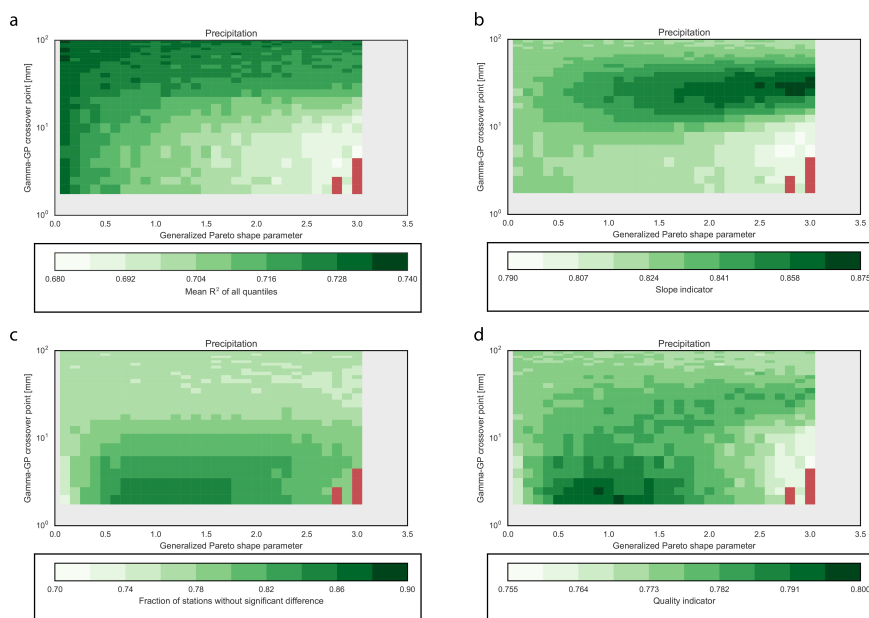 a
Precipitation
Gamma-GP crossover point [mm]
10²
10¹
10⁰
0.0 0.5 1.0 1.5 2.0 2.5 3.0 3.5
Generalized Pareto shape parameter
0.680 0.692 0.704 0.716 0.728 0.740
Mean R² of all quantiles
b
Precipitation
Gamma-GP crossover point [mm]
10²
10¹
10⁰
0.0 0.5 1.0 1.5 2.0 2.5 3.0 3.5
Generalized Pareto shape parameter
0.790 0.807 0.824 0.841 0.858 0.875
Slope indicator
c
Precipitation
Gamma-GP crossover point [mm]
10²
10¹
10⁰
0.0 0.5 1.0 1.5 2.0 2.5 3.0 3.5
Generalized Pareto shape parameter
0.70 0.74 0.78 0.82 0.86 0.90
Fraction of stations without significant difference
d
Precipitation
Gamma-GP crossover point [mm]
10²
10¹
10⁰
0.0 0.5 1.0 1.5 2.0 2.5 3.0 3.5
Generalized Pareto shape parameter
0.755 0.764 0.773 0.782 0.791 0.800
Quality indicator